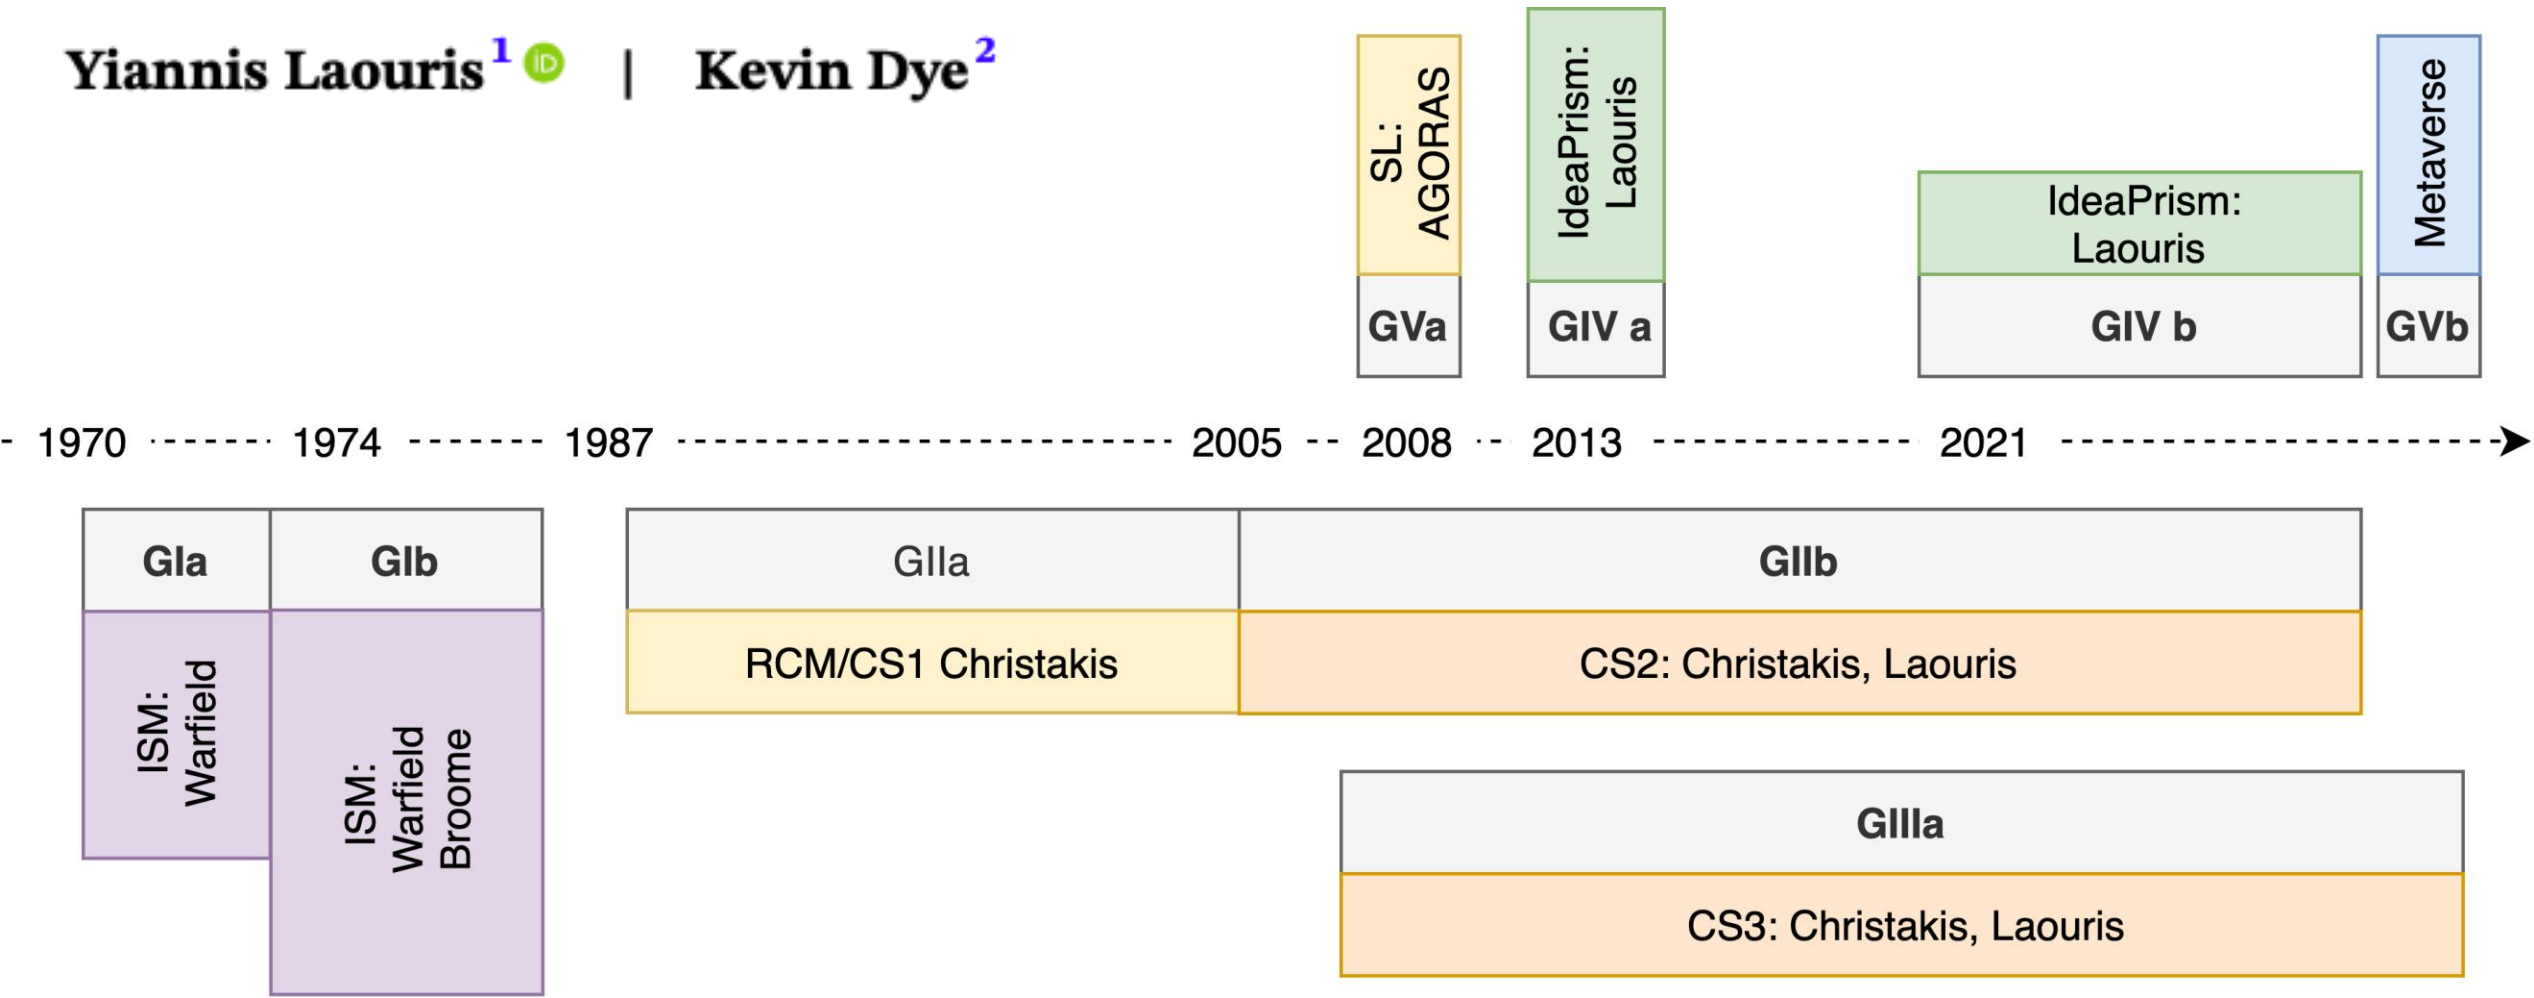 Yiannis Laouris1 iD | Kevin Dye2
SL:
AGORAS
IdeaPrism:
Laouris
IdeaPrism:
Laouris
Metaverse
GVa
GIV a
GIV b
GVb
1970 1974 1987 2005 2008 2013 2021
GIa
GIb
GIIa
GIIb
ISM:
Warfield
ISM:
Warfield
Broome
RCM/CS1 Christakis
CS2: Christakis, Laouris
GIIIa
CS3: Christakis, Laouris